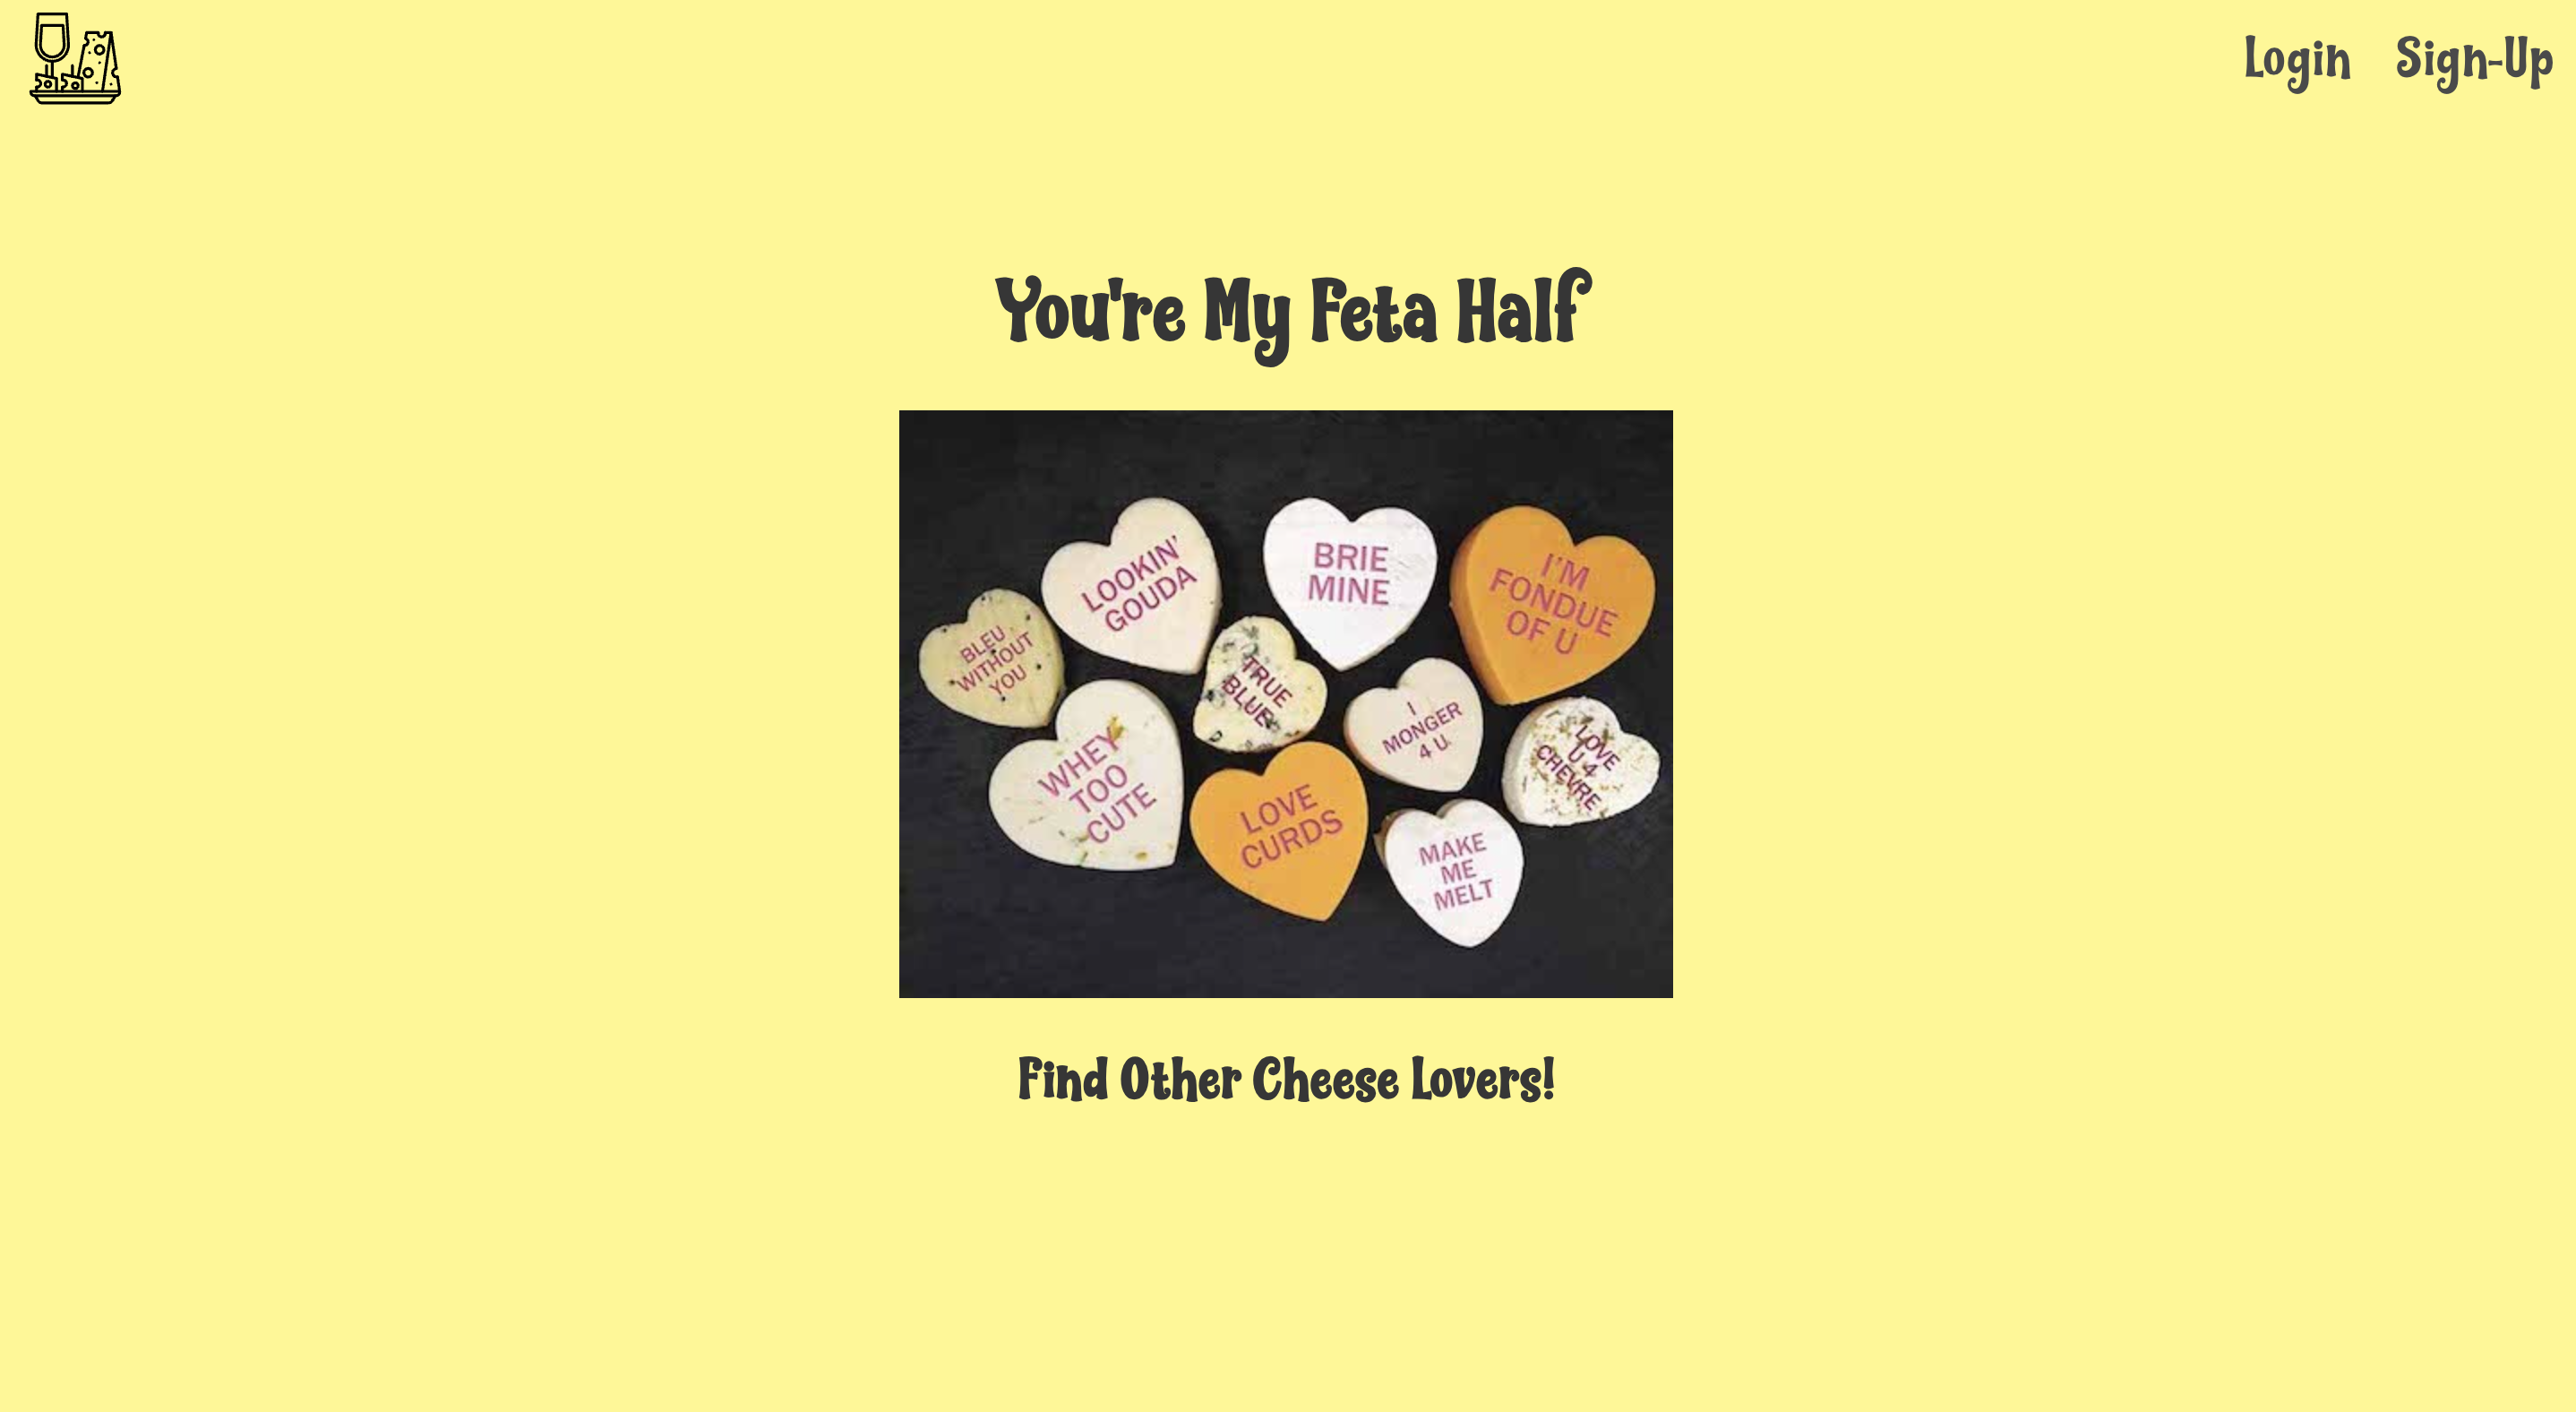 Login Sign-Up
You're My Feta Half
LOOKIN'
GOUDA
BRIE
MINE
I'M
FONDUE
OF U
BLEU
WITHOUT
YOU
TRUE
BLUE
I
MONGER
4 U
LOVE
U 4
CHEVRE
WHEY
TOO
CUTE
LOVE
CURDS
MAKE
ME
MELT
Find Other Cheese Lovers!